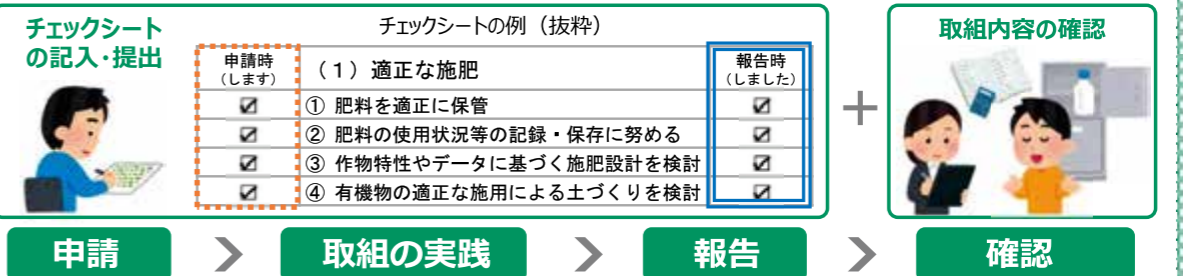 チェックシート
の記入・提出
チェックシートの例（抜粋）
申請時
（します）
（１）適正な施肥
報告時
（しました）
① 肥料を適正に保管
② 肥料の使用状況等の記録・保存に努める
③ 作物特性やデータに基づく施肥設計を検討
④ 有機物の適正な施用による土づくりを検討
＋
取組内容の確認
申請 > 取組の実践 > 報告 > 確認